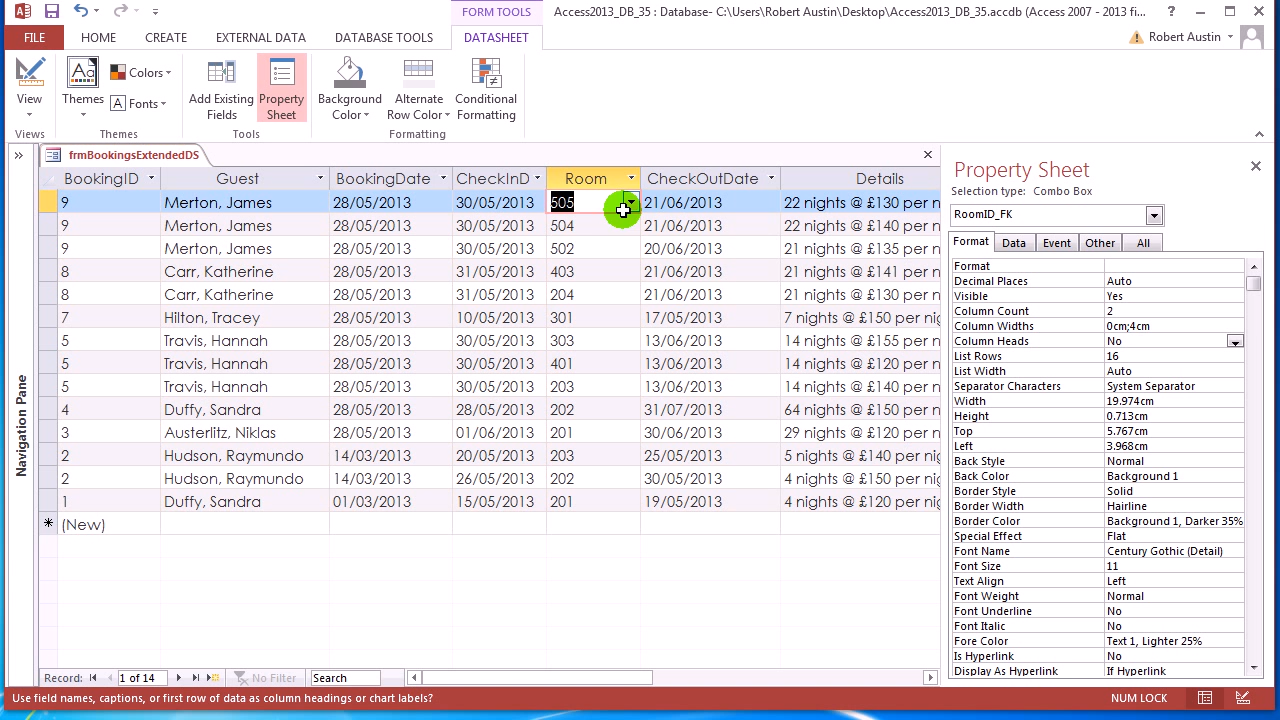 FORM TOOLS
Access2013_DB_35 : Database- C:\Users\Robert Austin\Desktop\Access2013_DB_35.accdb (Access 2007 - 2013 fi...
?
FILE HOME CREATE EXTERNAL DATA DATABASE TOOLS DATASHEET
Robert Austin
View
Views
Themes
Colors
Fonts
Themes
Add Existing Fields
Property Sheet
Tools
Background Color
Alternate Row Color
Conditional Formatting
Formatting
Navigation Pane
frmBookingsExtendedDS
BookingID Guest BookingDate CheckInD Room CheckOutDate Details
9 Merton, James 28/05/2013 30/05/2013 505 21/06/2013 22 nights @ £130 per n
9 Merton, James 28/05/2013 30/05/2013 504 21/06/2013 22 nights @ £140 per n
9 Merton, James 28/05/2013 30/05/2013 502 20/06/2013 21 nights @ £135 per n
8 Carr, Katherine 28/05/2013 31/05/2013 403 21/06/2013 21 nights @ £141 per n
8 Carr, Katherine 28/05/2013 31/05/2013 204 21/06/2013 21 nights @ £130 per n
7 Hilton, Tracey 28/05/2013 10/05/2013 301 17/05/2013 7 nights @ £150 per nig
5 Travis, Hannah 28/05/2013 30/05/2013 303 13/06/2013 14 nights @ £155 per n
5 Travis, Hannah 28/05/2013 30/05/2013 401 13/06/2013 14 nights @ £120 per n
5 Travis, Hannah 28/05/2013 30/05/2013 203 13/06/2013 14 nights @ £140 per n
4 Duffy, Sandra 28/05/2013 28/05/2013 202 31/07/2013 64 nights @ £150 per n
3 Austerlitz, Niklas 28/05/2013 01/06/2013 201 30/06/2013 29 nights @ £120 per n
2 Hudson, Raymundo 14/03/2013 20/05/2013 203 25/05/2013 5 nights @ £140 per nig
2 Hudson, Raymundo 14/03/2013 26/05/2013 202 30/05/2013 4 nights @ £150 per nig
1 Duffy, Sandra 01/03/2013 15/05/2013 201 19/05/2013 4 nights @ £120 per nig
(New)
Record: 1 of 14 No Filter Search
Property Sheet
Selection type: Combo Box
RoomID_FK
Format Data Event Other All
Format
Decimal Places Auto
Visible Yes
Column Count 2
Column Widths 0cm;4cm
Column Heads No
List Rows 16
List Width Auto
Separator Characters System Separator
Width 19.974cm
Height 0.713cm
Top 5.767cm
Left 3.968cm
Back Style Normal
Back Color Background 1
Border Style Solid
Border Width Hairline
Border Color Background 1, Darker 35%
Special Effect Flat
Font Name Century Gothic (Detail)
Font Size 11
Text Align Left
Font Weight Normal
Font Underline No
Font Italic No
Fore Color Text 1, Lighter 25%
Is Hyperlink No
Display As Hyperlink If Hyperlink
Use field names, captions, or first row of data as column headings or chart labels?
NUM LOCK